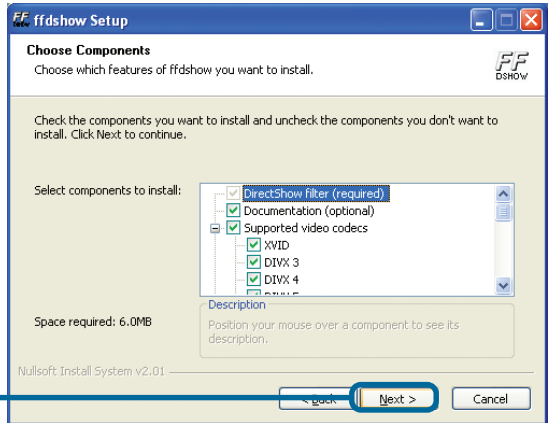 ffdshow Setup
Choose Components
Choose which features of ffdshow you want to install.
FF
DSHOW
Check the components you want to install and uncheck the components you don't want to
install. Click Next to continue.
Select components to install:
DirectShow filter (required)
Documentation (optional)
Supported video codecs
XVID
DIVX 3
DIVX 4
Description
Space required: 6.0MB
Position your mouse over a component to see its
description.
Nullsoft Install System v2.01
< Back
Next >
Cancel